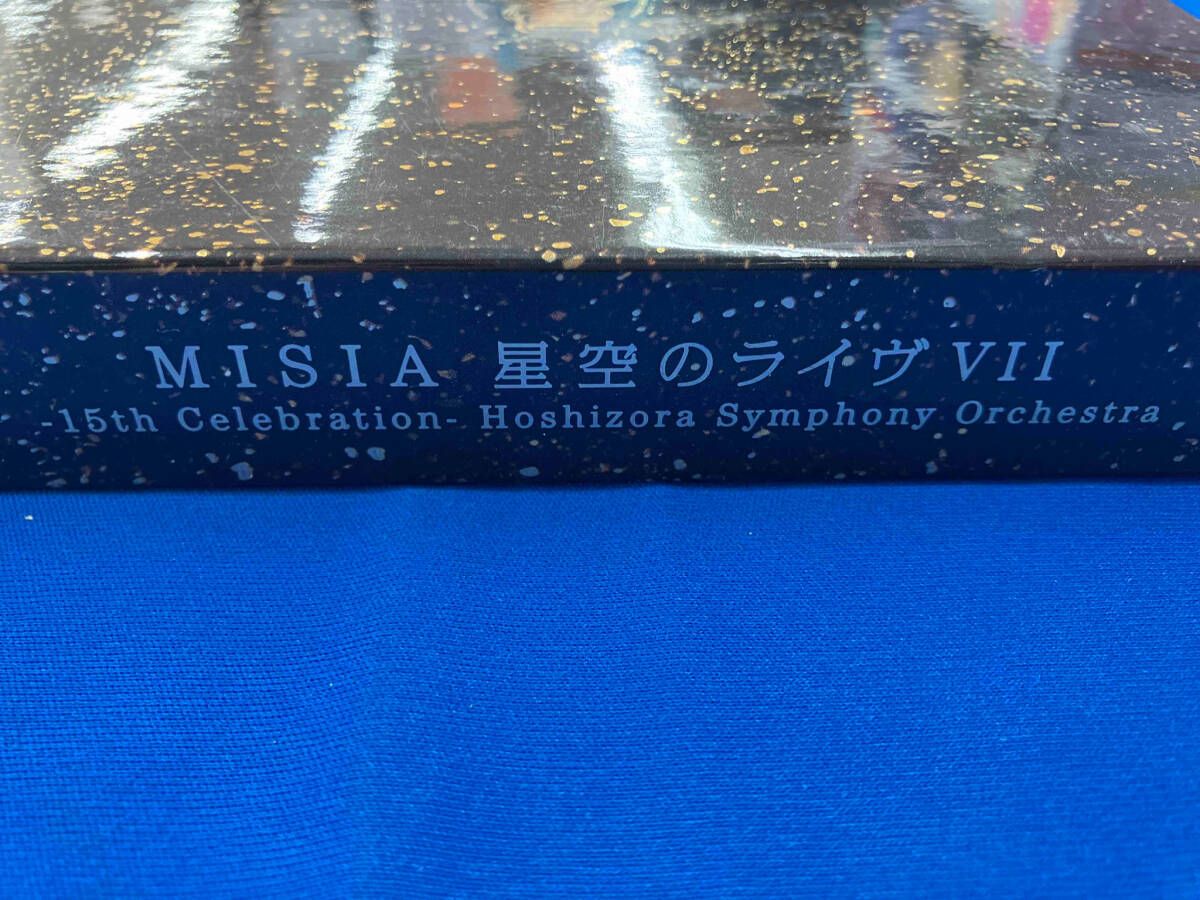 MISIA 星空のライヴ VII
-15th Celebration- Hoshizora Symphony Orchestra